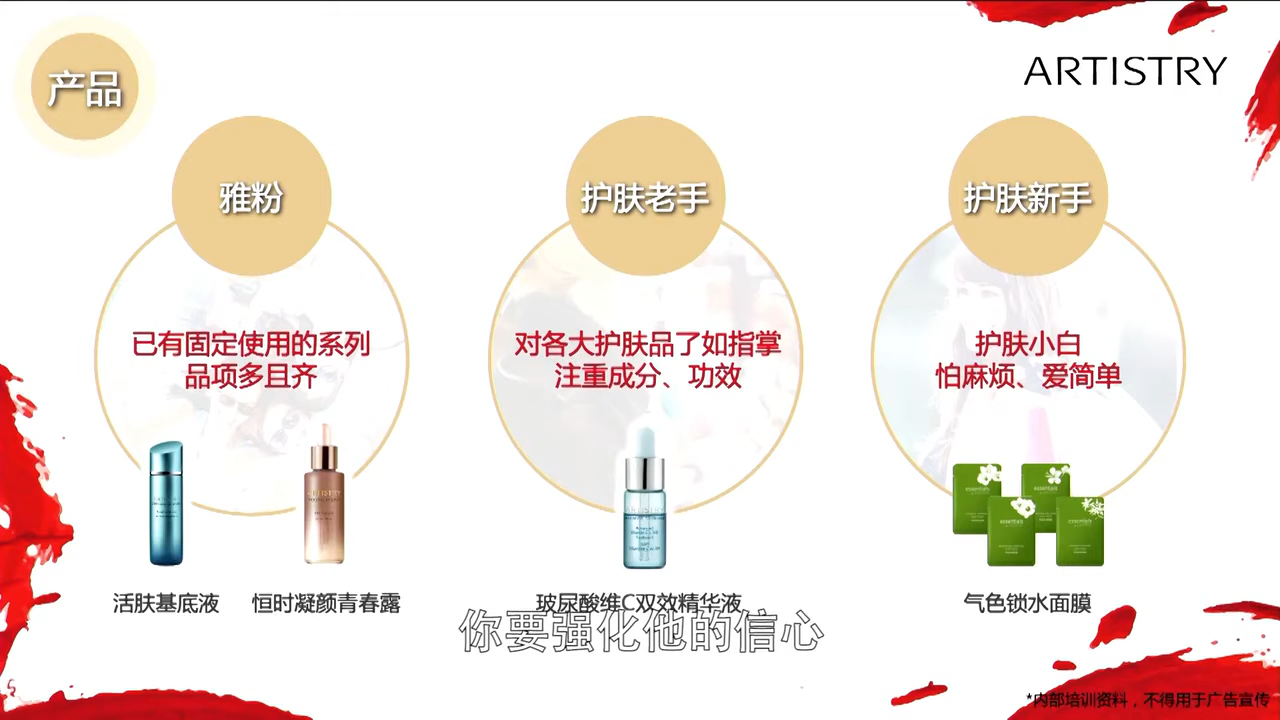 产品
ARTISTRY
雅粉
护肤老手
护肤新手
已有固定使用的系列
品项多且齐
对各大护肤品了如指掌
注重成分、功效
护肤小白
怕麻烦、爱简单
活肤基底液
恒时凝颜青春露
玻尿酸维C双效精华液
气色锁水面膜
你要强化他的信心
*内部培训资料，不得用于广告宣传